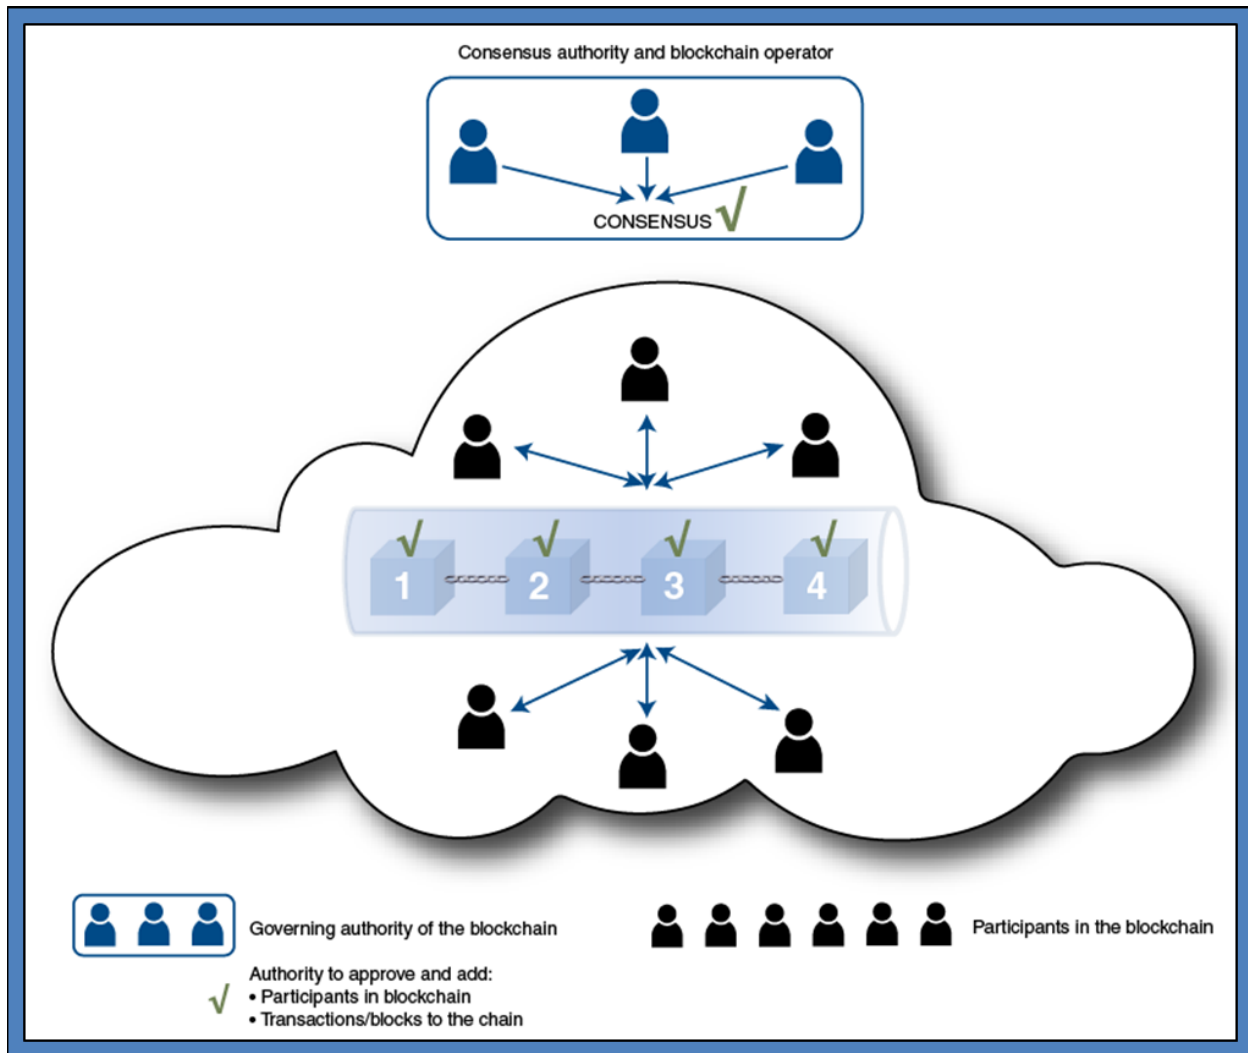 Consensus authority and blockchain operator
CONSENSUS √
√ √ √ √
1 2 3 4
Governing authority of the blockchain
Participants in the blockchain
Authority to approve and add:
√ • Participants in blockchain
• Transactions/blocks to the chain